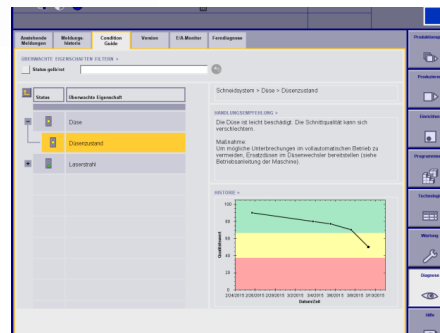 Anstehende Meldungen
Meldungs-historie
Condition Guide
Version
E/A-Monitor
Ferndiagnose
ÜBERWACHTE EIGENSCHAFTEN FILTERN >
Status gefiltert
Status
Überwachte Eigenschaft
Düse
Düsenzustand
Laserstrahl
Schneidsystem > Düse > Düsenzustand
HANDLUNGSEMPFEHLUNG >
Die Düse ist leicht beschädigt. Die Schnittqualität kann sich
verschlechtern.
Maßnahme
Um mögliche Unterbrechungen im vollautomatischen Betrieb zu
vermeiden, Ersatzdüsen im Düsenwechsler bereitstellen (siehe
Betriebsanleitung der Maschine).
HISTORIE >
Qualitätswert
100
80
60
40
20
0
Datum/Zeit
Produktion
Einrichten
Technologie
Wartung
Diagnose
Hilfe